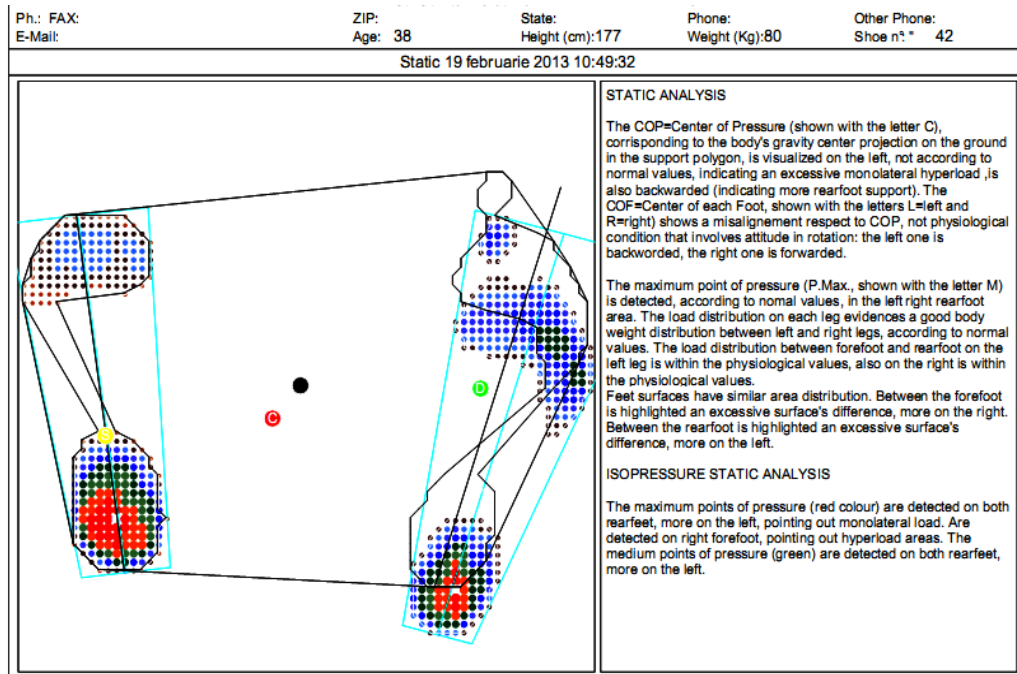 Ph.: FAX: ZIP: State: Phone: Other Phone:
E-Mail: Age: 38 Height (cm):177 Weight (Kg):80 Shoe n°: " 42
Static 19 februarie 2013 10:49:32
STATIC ANALYSIS
The COP=Center of Pressure (shown with the letter C),
corrisponding to the body's gravity center projection on the ground
in the support polygon, is visualized on the left, not according to
normal values, indicating an excessive monolateral hyperload ,is
also backwarded (indicating more rearfoot support). The
COF=Center of each Foot, shown with the letters L=left and
R=right) shows a misalignement respect to COP, not physiological
condition that involves attitude in rotation: the left one is
backworded, the right one is forwarded.
The maximum point of pressure (P.Max., shown with the letter M)
is detected, according to nomal values, in the left right rearfoot
area. The load distribution on each leg evidences a good body
weight distribution between left and right legs, according to normal
values. The load distribution between forefoot and rearfoot on the
left leg is within the physiological values, also on the right is within
the physiological values.
Feet surfaces have similar area distribution. Between the forefoot
is highlighted an excessive surface's difference, more on the right.
Between the rearfoot is highlighted an excessive surface's
difference, more on the left.
ISOPRESSURE STATIC ANALYSIS
The maximum points of pressure (red colour) are detected on both
rearfeet, more on the left, pointing out monolateral load. Are
detected on right forefoot, pointing out hyperload areas. The
medium points of pressure (green) are detected on both rearfeet,
more on the left.
D
C
S